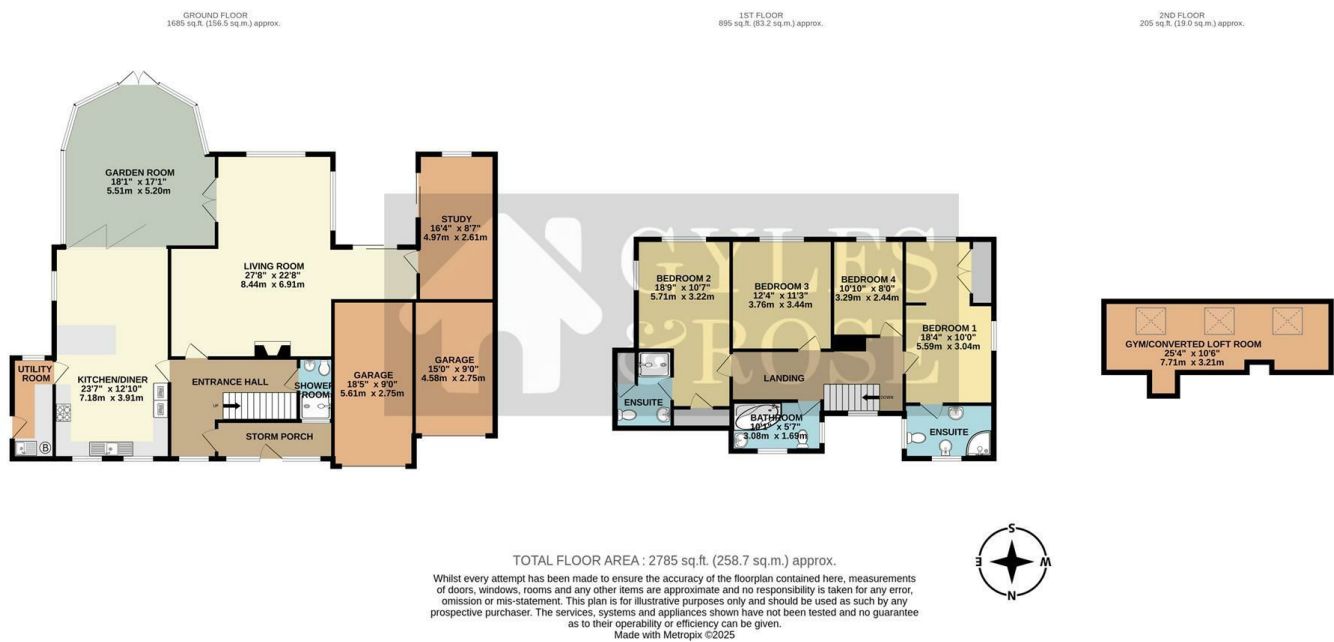 GROUND FLOOR
1685 sq.ft. (156.5 sq.m.) approx.
1ST FLOOR
895 sq.ft. (83.2 sq.m.) approx.
2ND FLOOR
205 sq.ft. (19.0 sq.m.) approx.
GARDEN ROOM
18'1" x 17'1"
5.51m x 5.20m
STUDY
16'4" x 8'7"
4.97m x 2.61m
LIVING ROOM
27'8" x 22'8"
8.44m x 6.91m
UTILITY
ROOM
KITCHEN/DINER
23'7" x 12'10"
7.18m x 3.91m
B
ENTRANCE HALL
UP
SHOWER
ROOM
STORM PORCH
GARAGE
18'5" x 9'0"
5.61m x 2.75m
GARAGE
15'0" x 9'0"
4.58m x 2.75m
GYLES
&ROSE
BEDROOM 2
18'9" x 10'7"
5.71m x 3.22m
BEDROOM 3
12'4" x 11'3"
3.76m x 3.44m
BEDROOM 4
10'10" x 8'0"
3.29m x 2.44m
BEDROOM 1
18'4" x 10'0"
5.59m x 3.04m
LANDING
DOWN
ENSUITE
BATHROOM
10'1" x 5'7"
3.08m x 1.69m
ENSUITE
GYM/CONVERTED LOFT ROOM
25'4" x 10'6"
7.71m x 3.21m
S
E
W
N
TOTAL FLOOR AREA : 2785 sq.ft. (258.7 sq.m.) approx.
Whilst every attempt has been made to ensure the accuracy of the floorplan contained here, measurements
of doors, windows, rooms and any other items are approximate and no responsibility is taken for any error,
omission or mis-statement. This plan is for illustrative purposes only and should be used as such by any
prospective purchaser. The services, systems and appliances shown have not been tested and no guarantee
as to their operability or efficiency can be given.
Made with Metropix ©2025